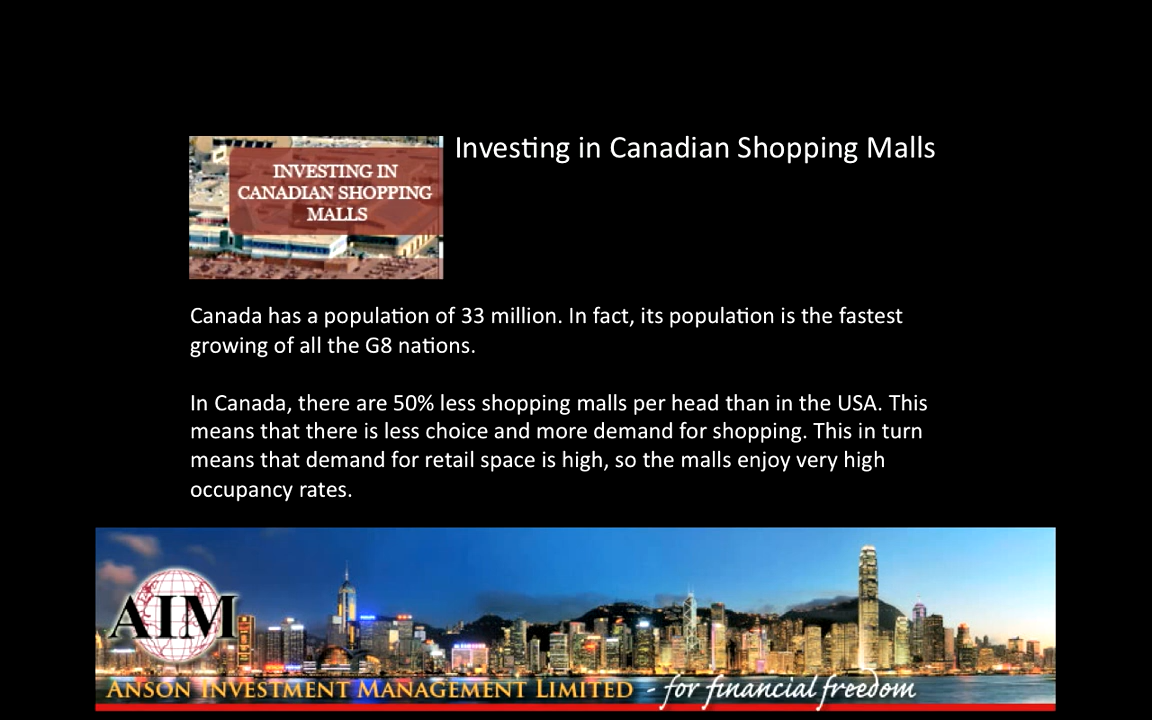 INVESTING IN
CANADIAN SHOPPING
MALLS
Investing in Canadian Shopping Malls
Canada has a population of 33 million. In fact, its population is the fastest
growing of all the G8 nations.
In Canada, there are 50% less shopping malls per head than in the USA. This
means that there is less choice and more demand for shopping. This in turn
means that demand for retail space is high, so the malls enjoy very high
occupancy rates.
AIM
ANSON INVESTMENT MANAGEMENT LIMITED - for financial freedom